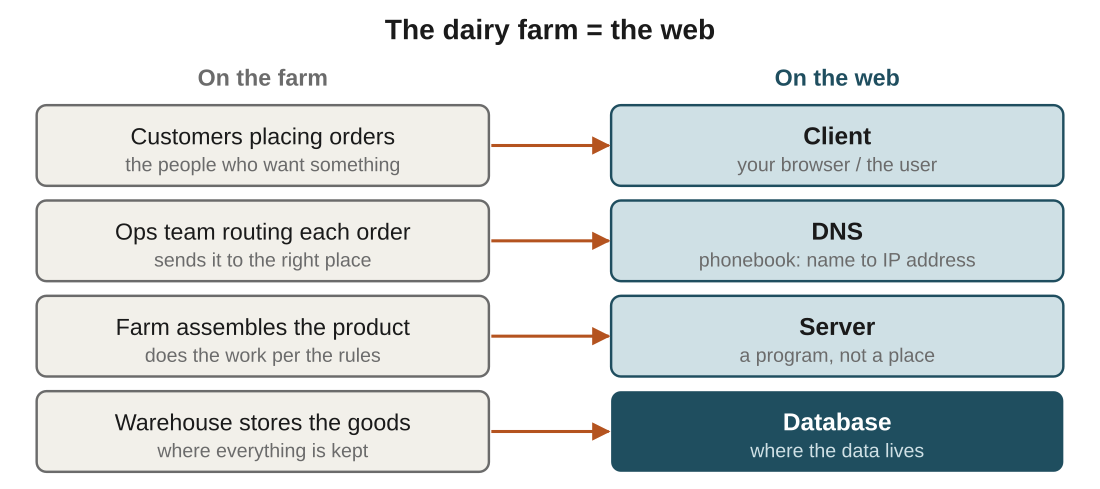 The dairy farm = the web
On the farm
On the web
Customers placing orders
the people who want something
Client
your browser / the user
Ops team routing each order
sends it to the right place
DNS
phonebook: name to IP address
Farm assembles the product
does the work per the rules
Server
a program, not a place
Warehouse stores the goods
where everything is kept
Database
where the data lives